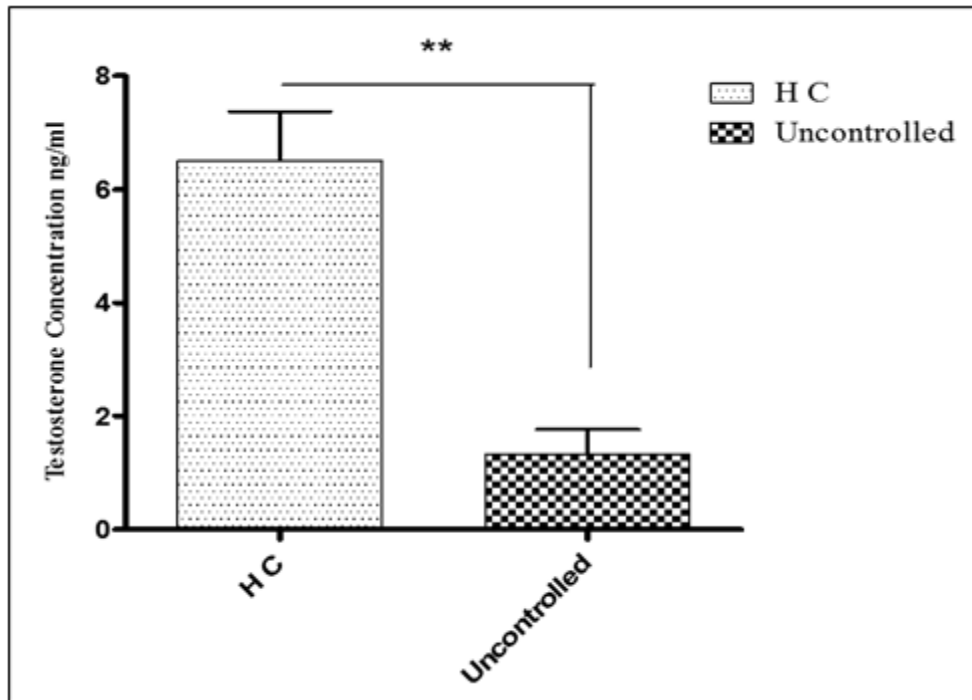 **
8
6
4
2
0
Testosterone Concentration ng/ml
H C
Uncontrolled
H C
Uncontrolled